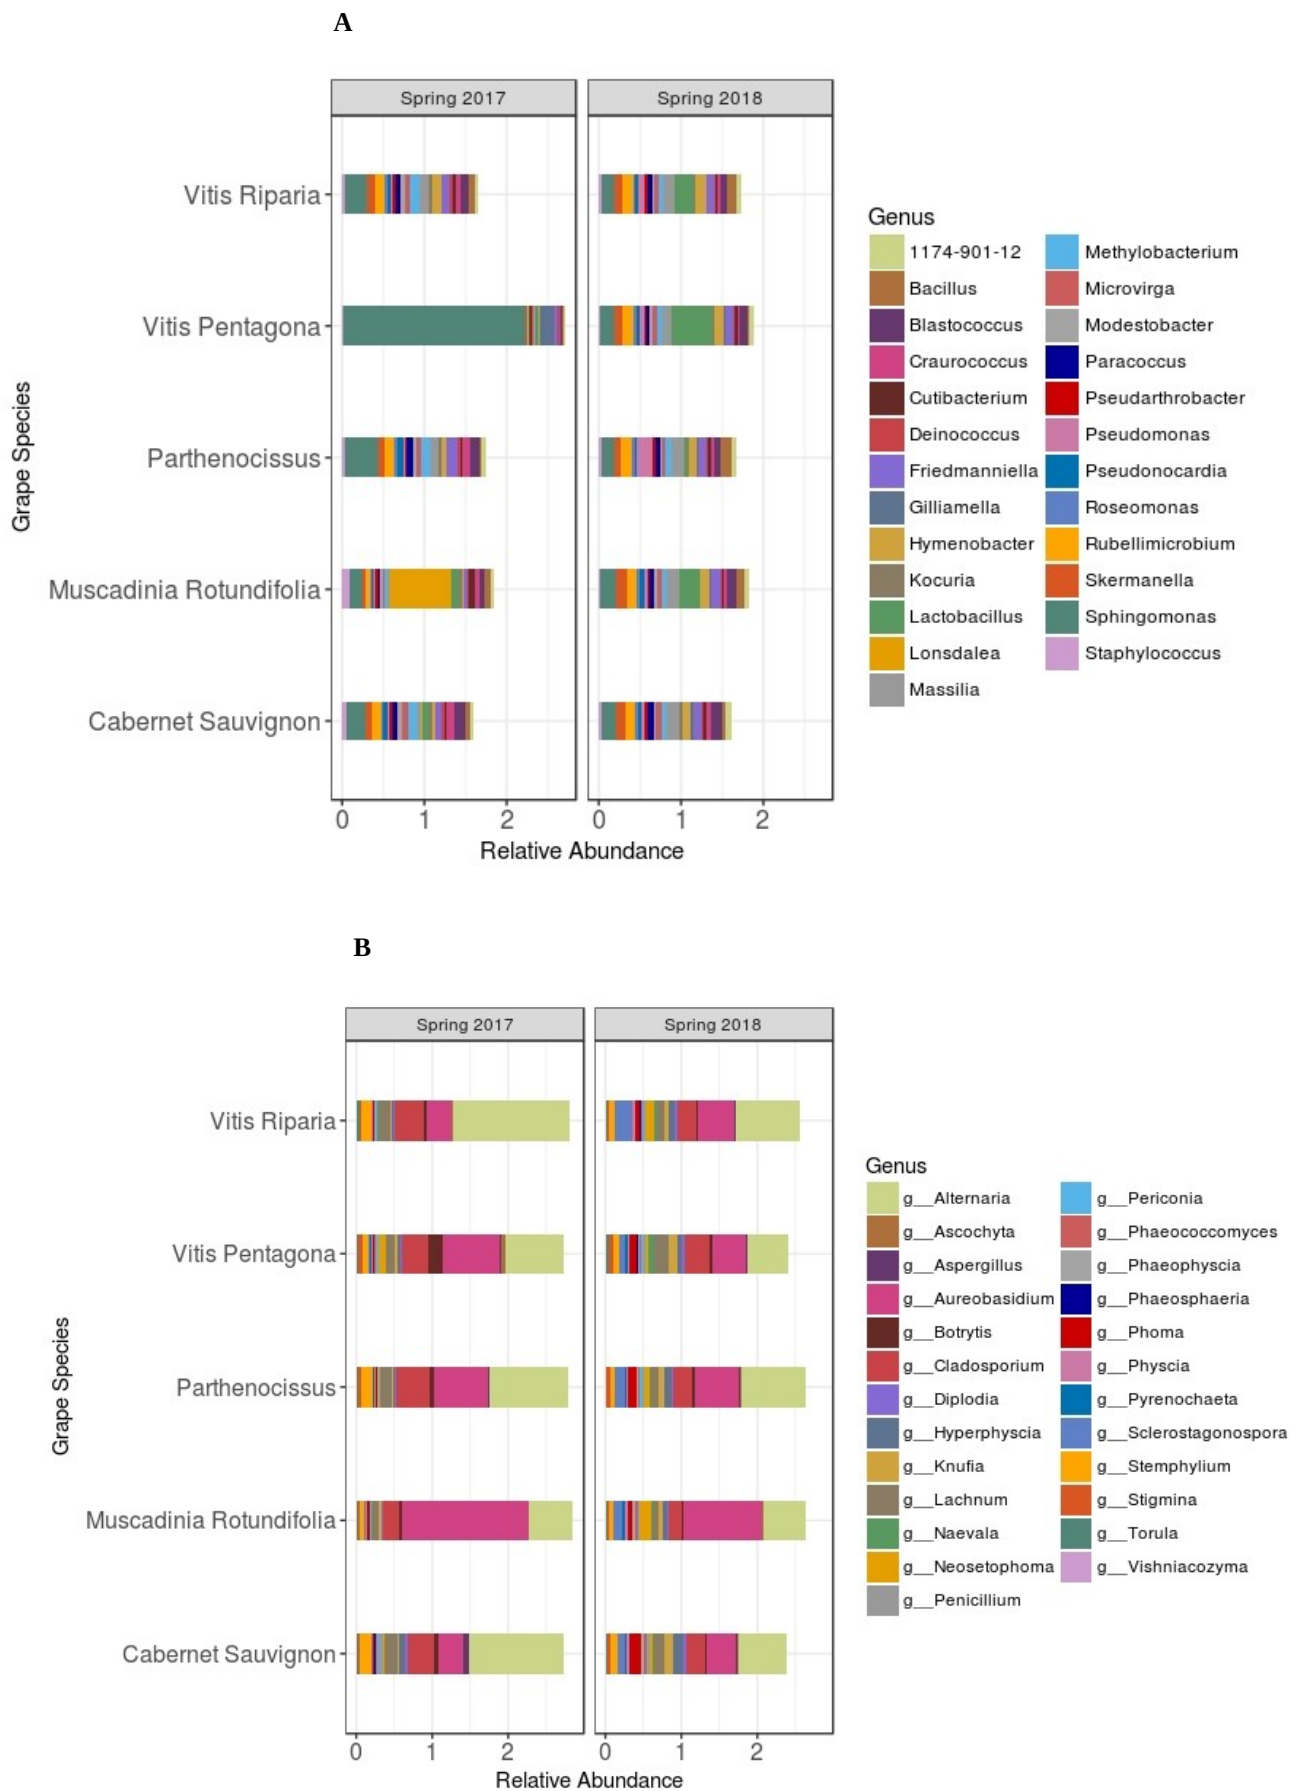 A
Spring 2017
Spring 2018
Vitis Riparia
Vitis Pentagona
Parthenocissus
Muscadinia Rotundifolia
Cabernet Sauvignon
Grape Species
0 1 2
0 1 2
Relative Abundance
Genus
1174-901-12
Bacillus
Blastococcus
Craurococcus
Cutibacterium
Deinococcus
Friedmanniella
Gilliamella
Hymenobacter
Kocuria
Lactobacillus
Lonsdalea
Massilia
Methylobacterium
Microvirga
Modestobacter
Paracoccus
Pseudarthrobacter
Pseudomonas
Pseudonocardia
Roseomonas
Rubellimicrobium
Skermanella
Sphingomonas
Staphylococcus
B
Spring 2017
Spring 2018
Vitis Riparia
Vitis Pentagona
Parthenocissus
Muscadinia Rotundifolia
Cabernet Sauvignon
Grape Species
0 1 2
0 1 2
Relative Abundance
Genus
g__Alternaria
g__Ascochyta
g__Aspergillus
g__Aureobasidium
g__Botrytis
g__Cladosporium
g__Diplodia
g__Hyperphyscia
g__Knufia
g__Lachnum
g__Naevala
g__Neosetophoma
g__Penicillium
g__Periconia
g__Phaeococcomyces
g__Phaeophyscia
g__Phaeosphaeria
g__Phoma
g__Physcia
g__Pyrenochaeta
g__Sclerostagonospora
g__Stemphylium
g__Stigmina
g__Torula
g__Vishniacozyma